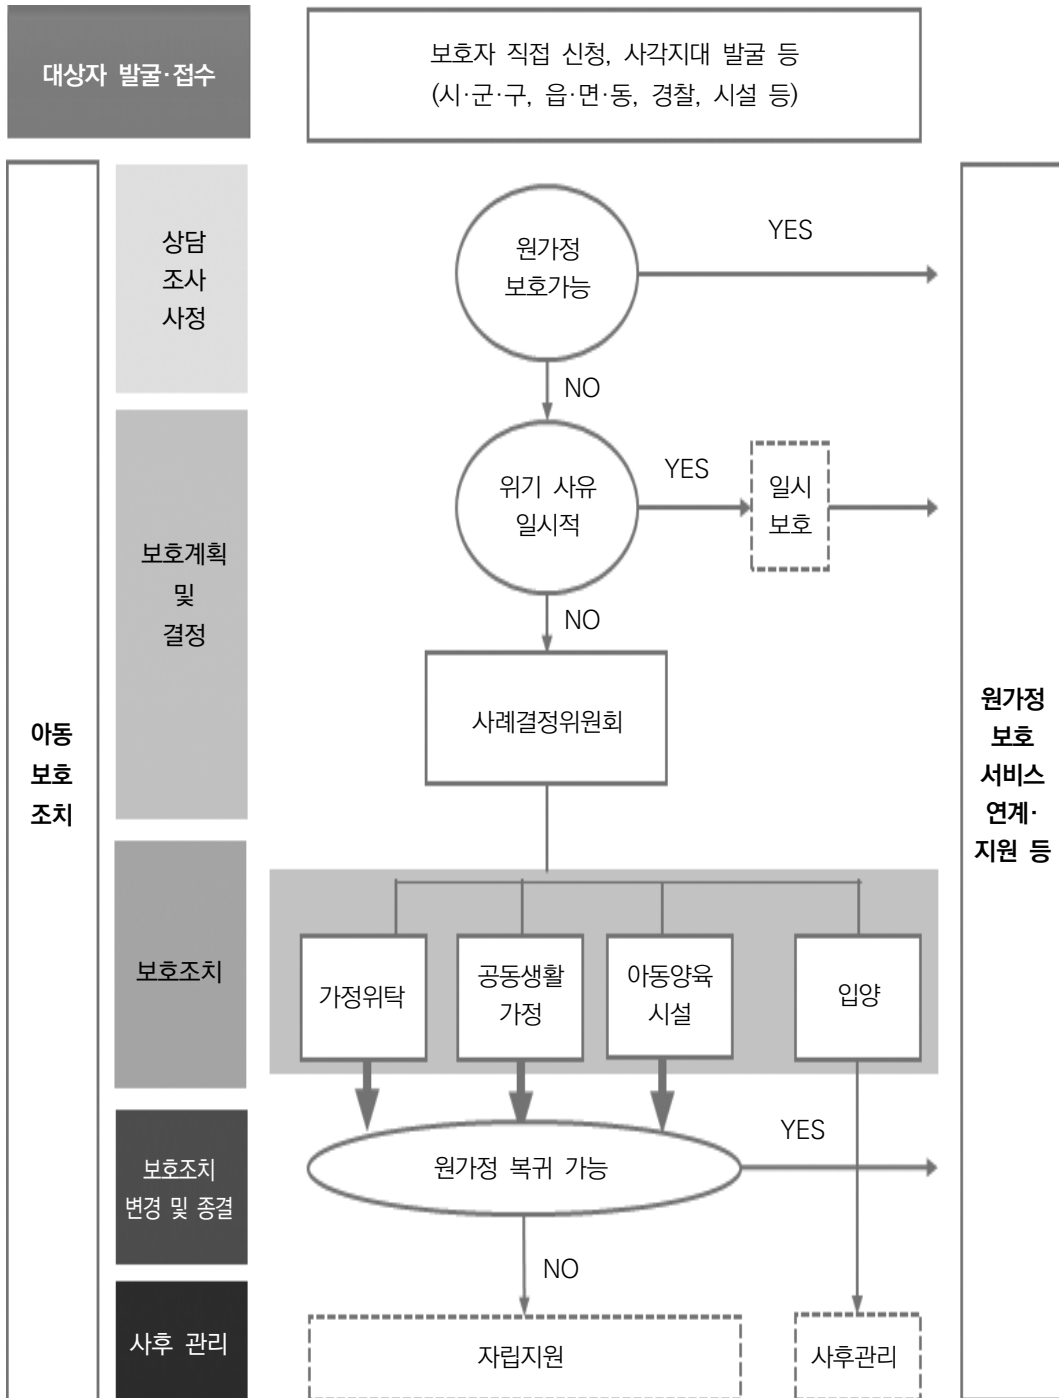 대상자 발굴·접수
보호자 직접 신청, 사각지대 발굴 등
(시·군·구, 읍·면·동, 경찰, 시설 등)
아동
보호
조치
상담
조사
사정
원가정
보호가능
YES
NO
보호계획
및
결정
위기 사유
일시적
YES
일시
보호
NO
사례결정위원회
원가정
보호
서비스
연계·
지원 등
보호조치
가정위탁
공동생활
가정
아동양육
시설
입양
보호조치
변경 및 종결
원가정 복귀 가능
YES
NO
사후 관리
자립지원
사후관리